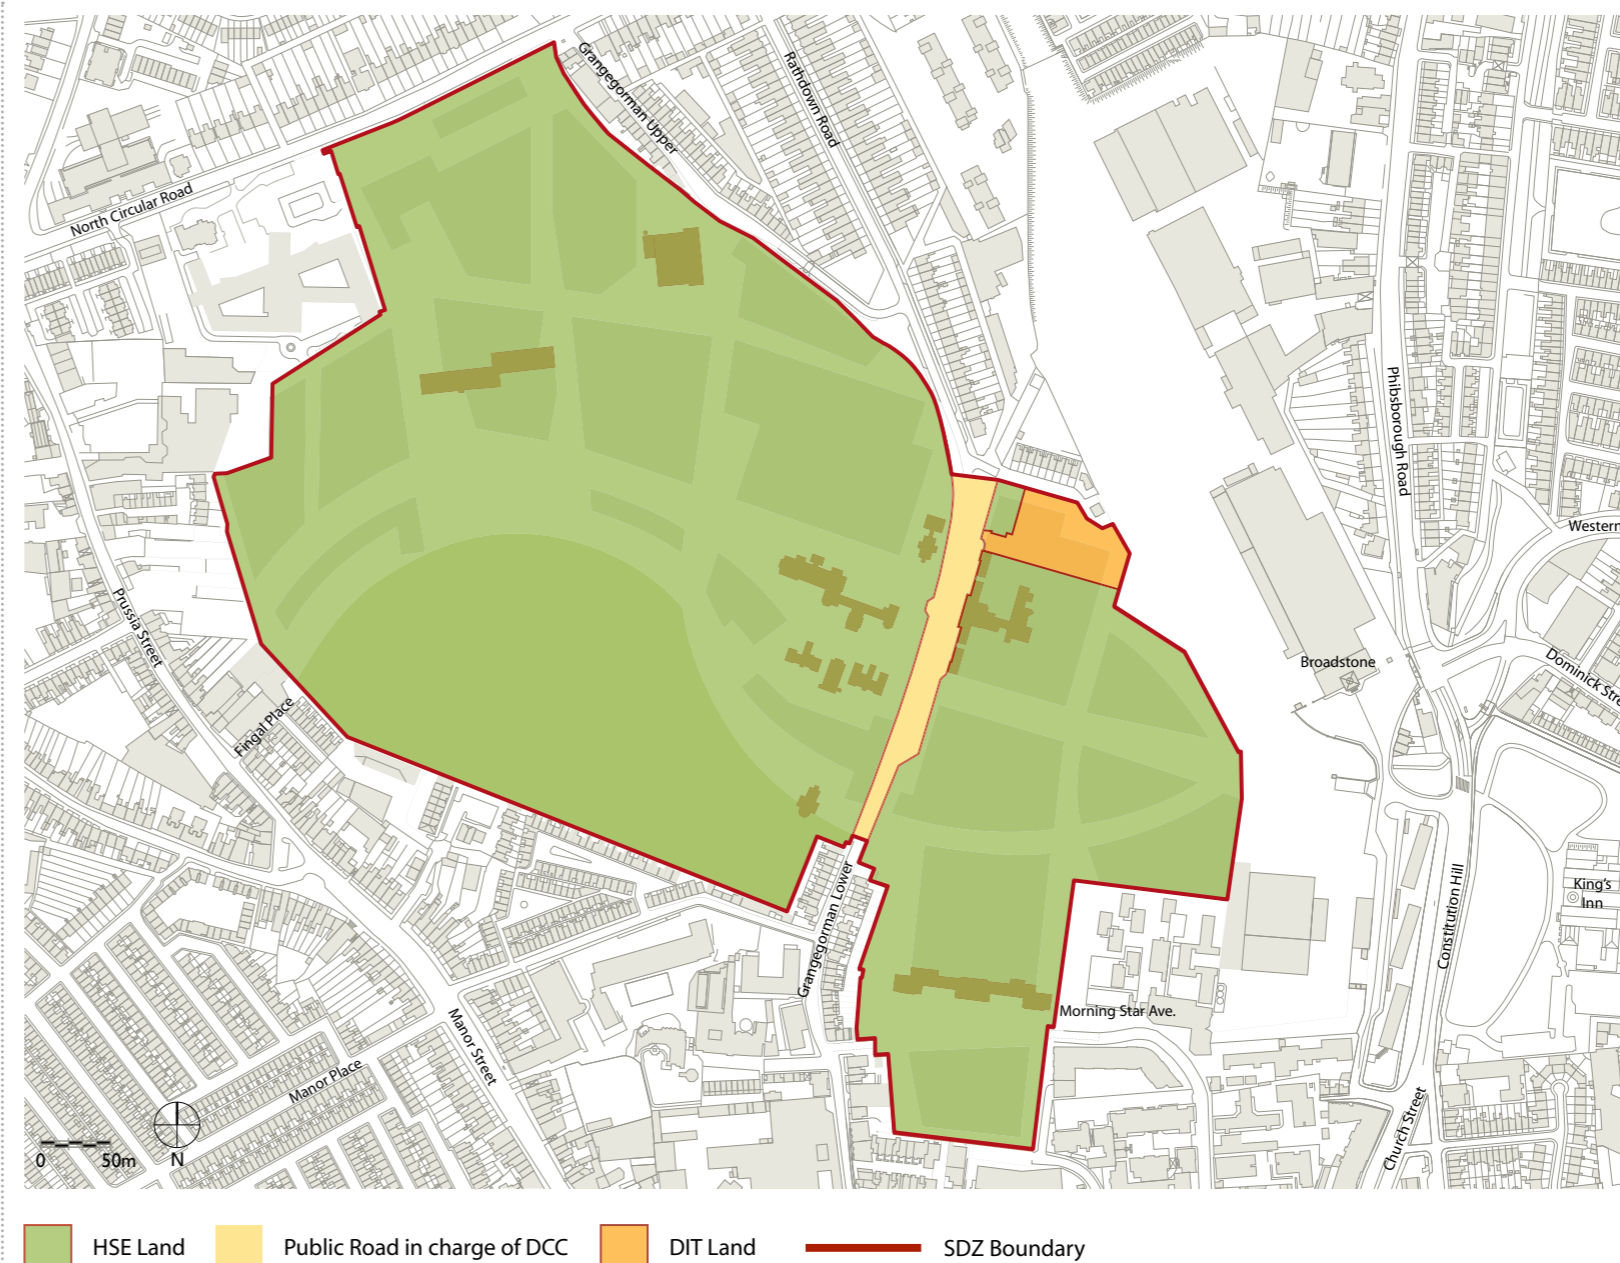 Grangegorman Upper
Rathdown Road
North Circular Road
Phibsborough Road
Western
Prussia Street
Broadstone
Dominick Stre
Fingal Place
Grangegorman Lower
Constitution Hill
King's
Inn
Morning Star Ave.
Manor Street
Manor Place
Church Street
0 50m N
HSE Land Public Road in charge of DCC DIT Land SDZ Boundary